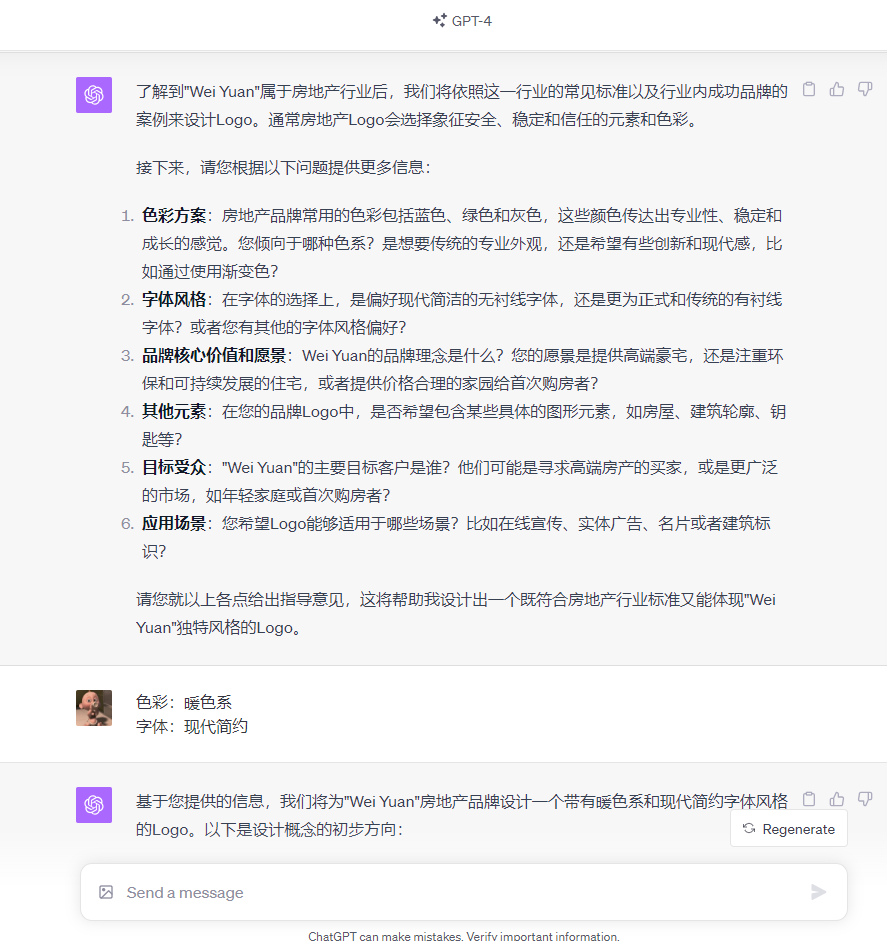 GPT-4
了解到"Wei Yuan"属于房地产行业后，我们将依照这一行业的常见标准以及行业内成功品牌的
案例来设计Logo。通常房地产Logo会选择象征安全、稳定和信任的元素和色彩。
接下来，请您根据以下问题提供更多信息：
1. 色彩方案：房地产品牌常用的色彩包括蓝色、绿色和灰色，这些颜色传达出专业性、稳定和
成长的感觉。您倾向于哪种色系？是想要传统的专业外观，还是希望有些创新和现代感，比
如通过使用渐变色？
2. 字体风格：在字体的选择上，是偏好现代简洁的无衬线字体，还是更为正式和传统的有衬线
字体？或者您有其他的字体风格偏好？
3. 品牌核心价值和愿景：Wei Yuan的品牌理念是什么？您的愿景是提供高端豪宅，还是注重环
保和可持续发展的住宅，或者提供价格合理的家园给首次购房者？
4. 其他元素：在您的品牌Logo中，是否希望包含某些具体的图形元素，如房屋、建筑轮廓、钥
匙等？
5. 目标受众："Wei Yuan"的主要目标客户是谁？他们可能是寻求高端房产的买家，或是更广泛
的市场，如年轻家庭或首次购房者？
6. 应用场景：您希望Logo能够适用于哪些场景？比如在线宣传、实体广告、名片或者建筑标
识？
请您就以上各点给出指导意见，这将帮助我设计出一个既符合房地产行业标准又能体现"Wei
Yuan"独特风格的Logo。
色彩：暖色系
字体：现代简约
基于您提供的信息，我们将为"Wei Yuan"房地产品牌设计一个带有暖色系和现代简约字体风格
的Logo。以下是设计概念的初步方向：
Regenerate
Send a message
ChatGPT can make mistakes. Verify important information.